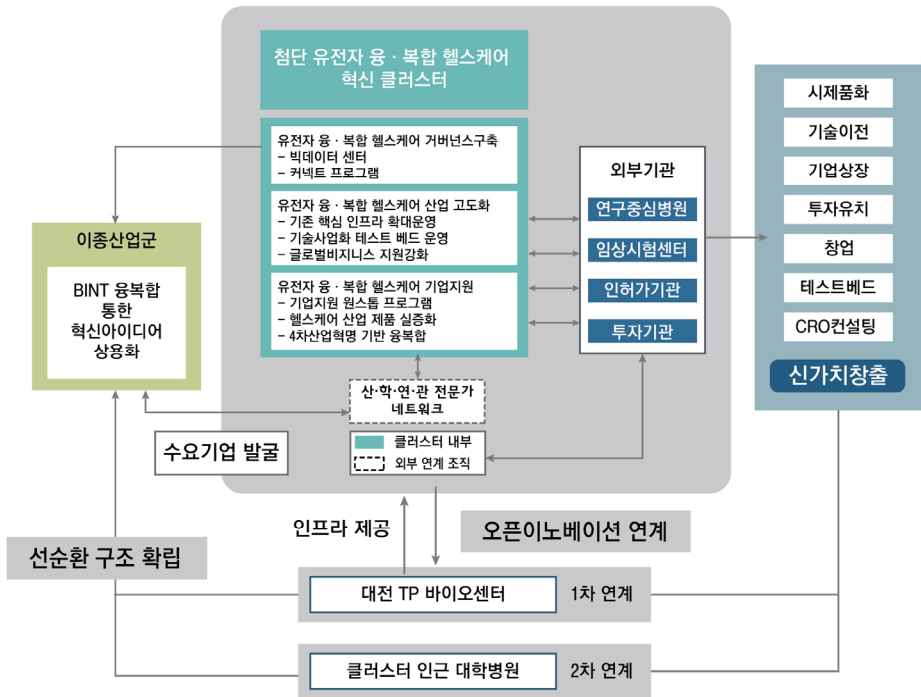 첨단 유전자 융 · 복합 헬스케어
혁신 클러스터
유전자 융 · 복합 헬스케어 거버넌스구축
– 빅데이터 센터
– 커넥트 프로그램
유전자 융 · 복합 헬스케어 산업 고도화
– 기존 핵심 인프라 확대운영
– 기술사업화 테스트 베드 운영
– 글로벌비지니스 지원강화
유전자 융 · 복합 헬스케어 기업지원
– 기업지원 원스톱 프로그램
– 헬스케어 산업 제품 실증화
– 4차산업혁명 기반 융복합
외부기관
연구중심병원
임상시험센터
인허가기관
투자기관
시제품화
기술이전
기업상장
투자유치
창업
테스트베드
CRO컨설팅
신가치창출
이종산업군
BINT 융복합
통한
혁신아이디어
상용화
산·학·연·관 전문가
네트워크
클러스터 내부
외부 연계 조직
수요기업 발굴
인프라 제공
오픈이노베이션 연계
선순환 구조 확립
대전 TP 바이오센터
1차 연계
클러스터 인근 대학병원
2차 연계